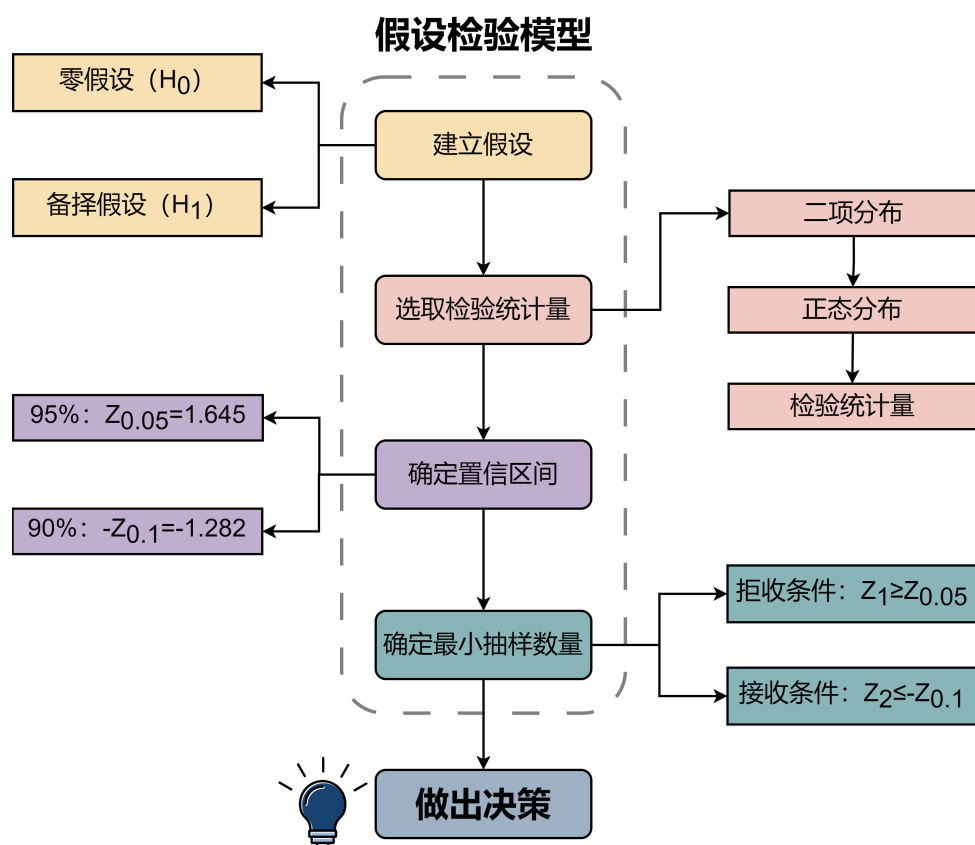 假设检验模型
零假设（H₀）
建立假设
备择假设（H₁）
二项分布
选取检验统计量
正态分布
检验统计量
95%：Z₀.₀₅=1.645
确定置信区间
90%：-Z₀.₁=-1.282
拒收条件：Z₁≥Z₀.₀₅
确定最小抽样数量
接收条件：Z₂≤-Z₀.₁
做出决策